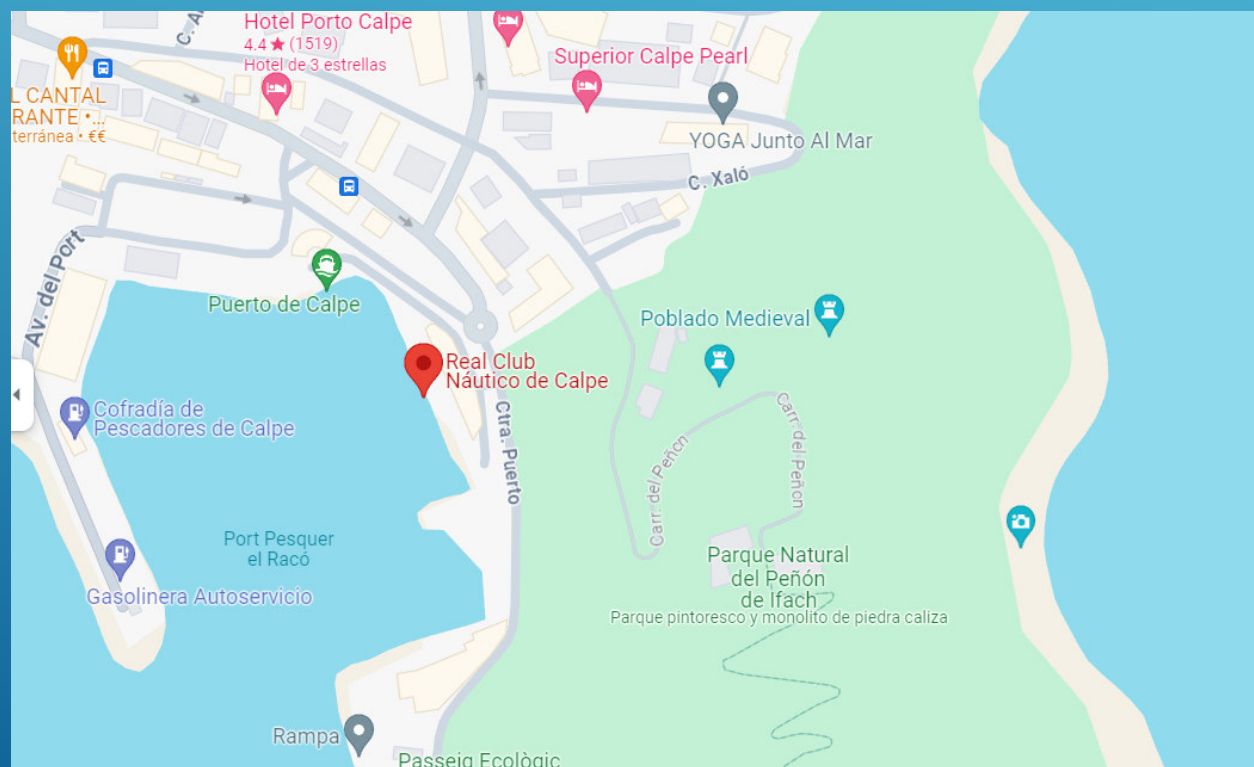 Hotel Porto Calpe
4.4 ★ (1519)
Hotel de 3 estrellas
Superior Calpe Pearl
L CANTAL
RANTE •...
terránea • €€
YOGA Junto Al Mar
C. Xaló
Av. del Port
Puerto de Calpe
Poblado Medieval
Real Club
Náutico de Calpe
Cofradía de
Pescadores de Calpe
Ctra. Puerto
Carr. del Peñcn
Carr. del Peñcn
Port Pesquer
el Racó
Gasolinera Autoservicio
Parque Natural
del Peñón
de Ifach
Parque pintoresco y monolito de piedra caliza
Rampa
Passeig Ecològic